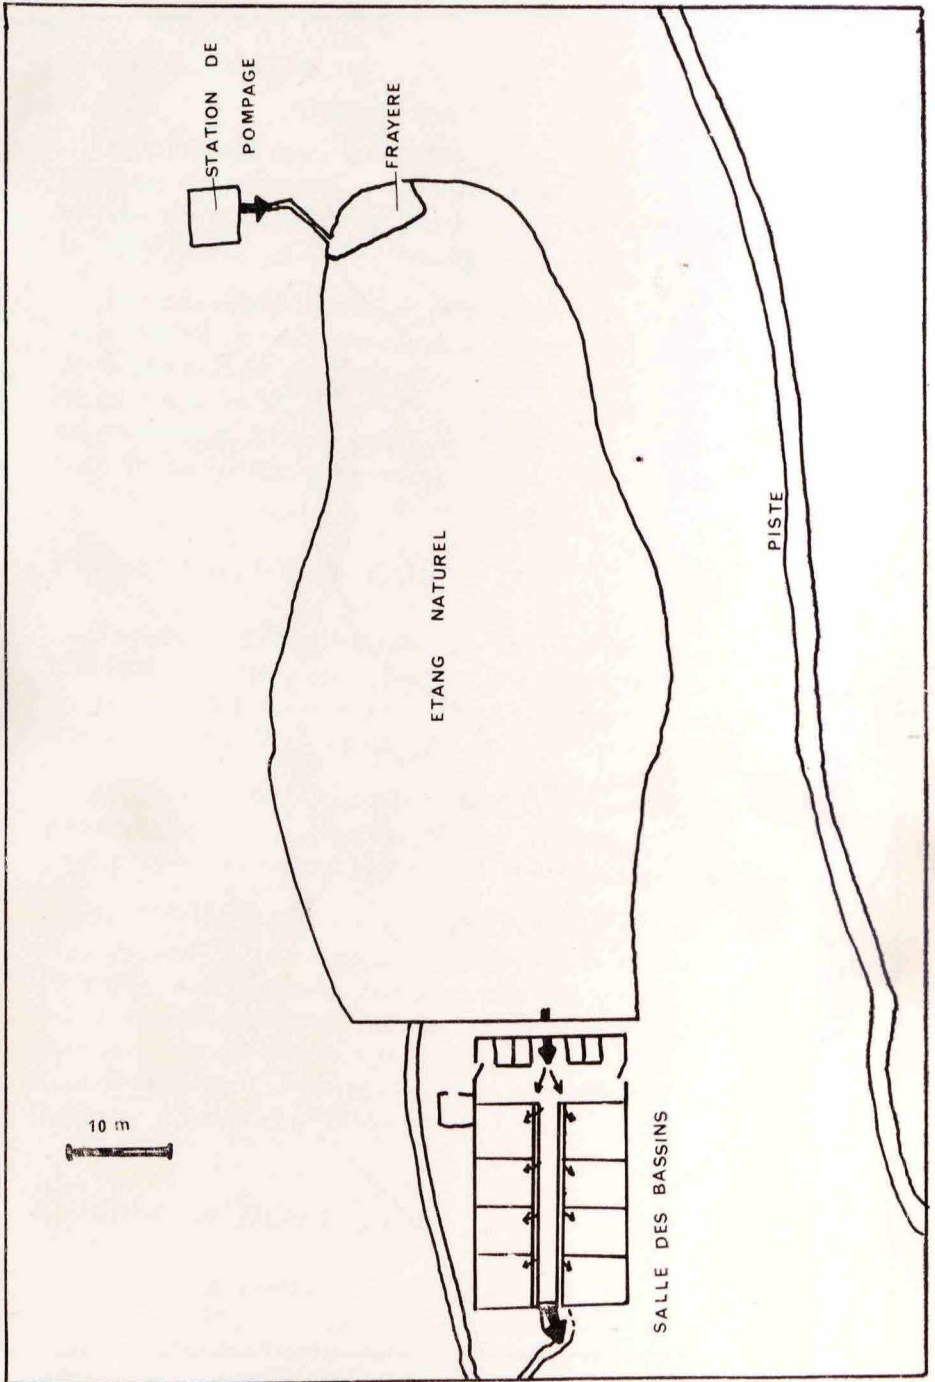 STATION DE
POMPAGE
FRAYERE
ETANG NATUREL
PISTE
10 m
SALLE DES BASSINS